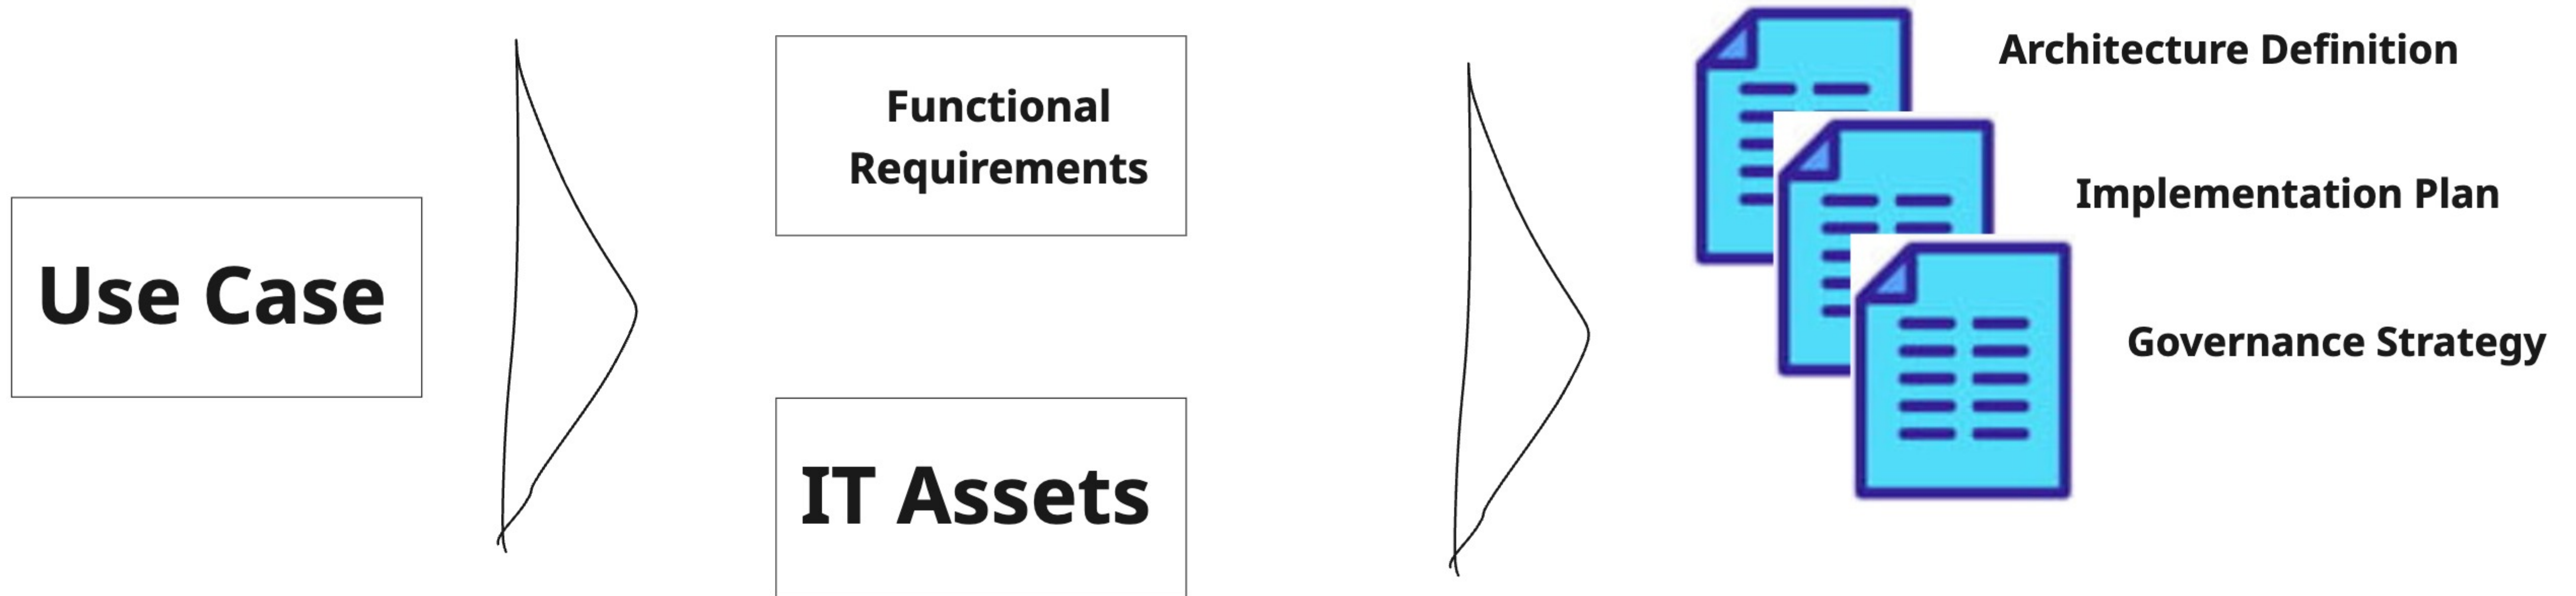 Use Case
Functional
Requirements
IT Assets
Architecture Definition
Implementation Plan
Governance Strategy